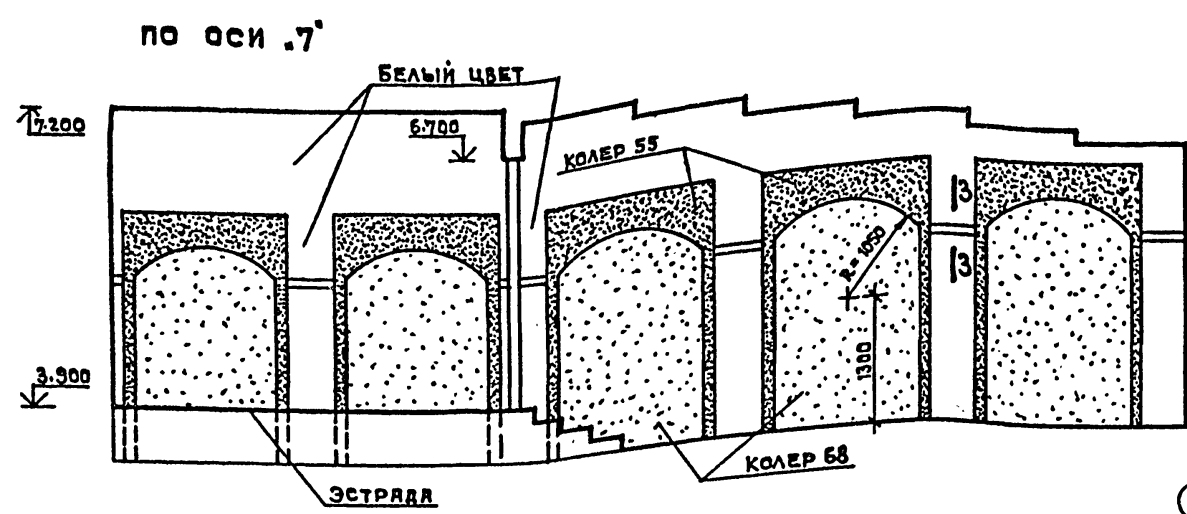 ПО ОСИ „7"
БЕЛЫЙ ЦВЕТ
7.200
6.700
КОЛЕР 55
3
R=1050
3
1300
3.900
КОЛЕР 68
ЭСТРАДА